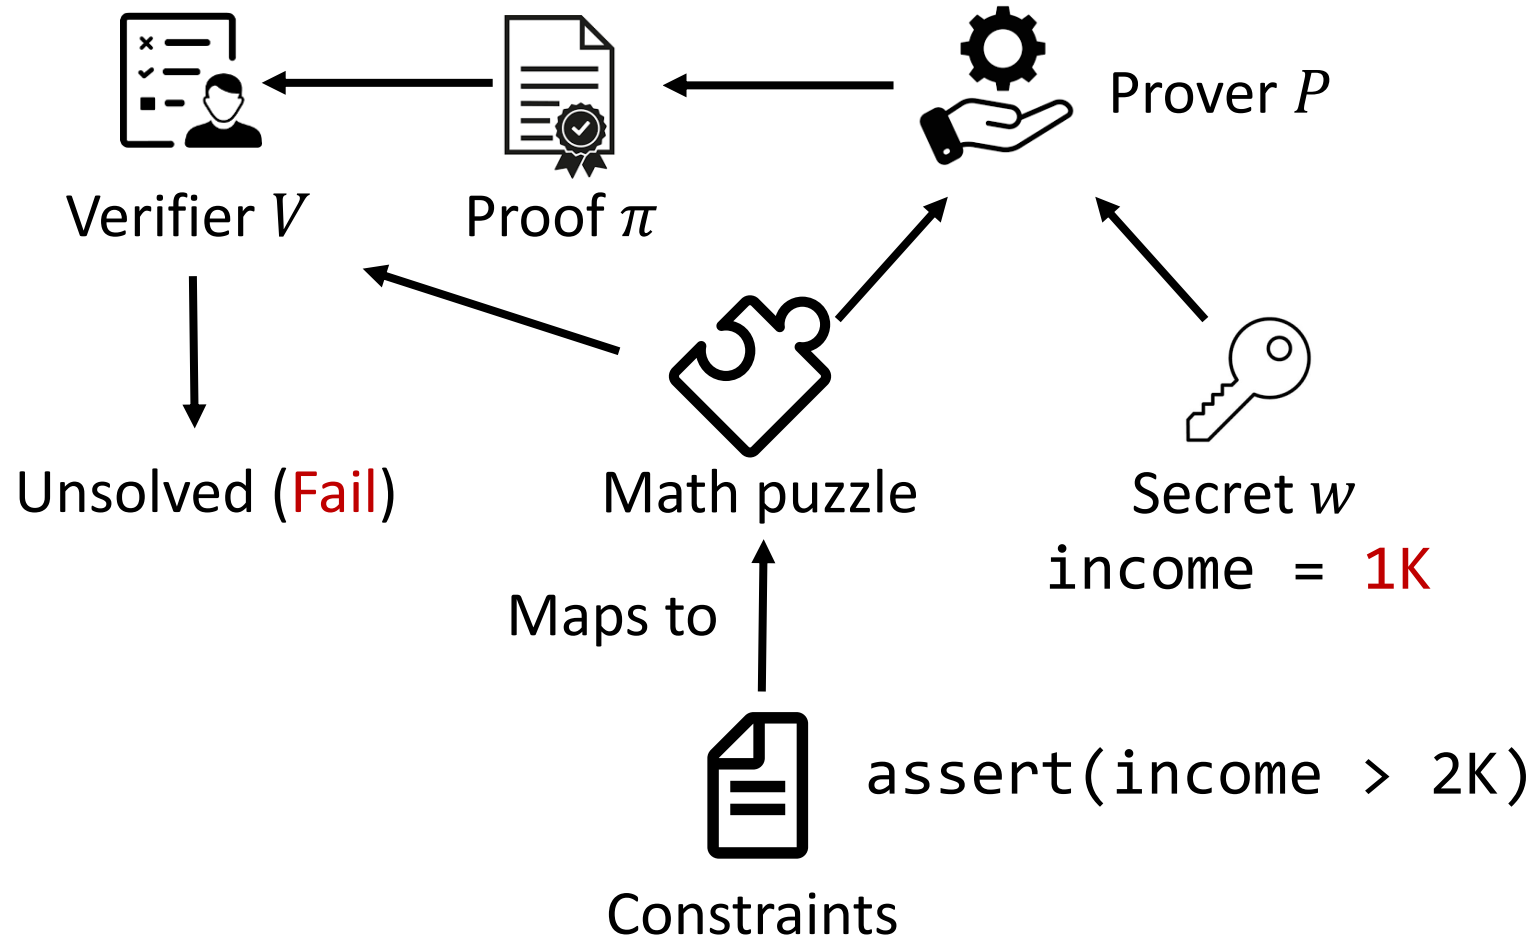 Prover P
Verifier V
Proof π
Unsolved (Fail)
Math puzzle
Secret w
income = 1K
Maps to
assert(income > 2K)
Constraints